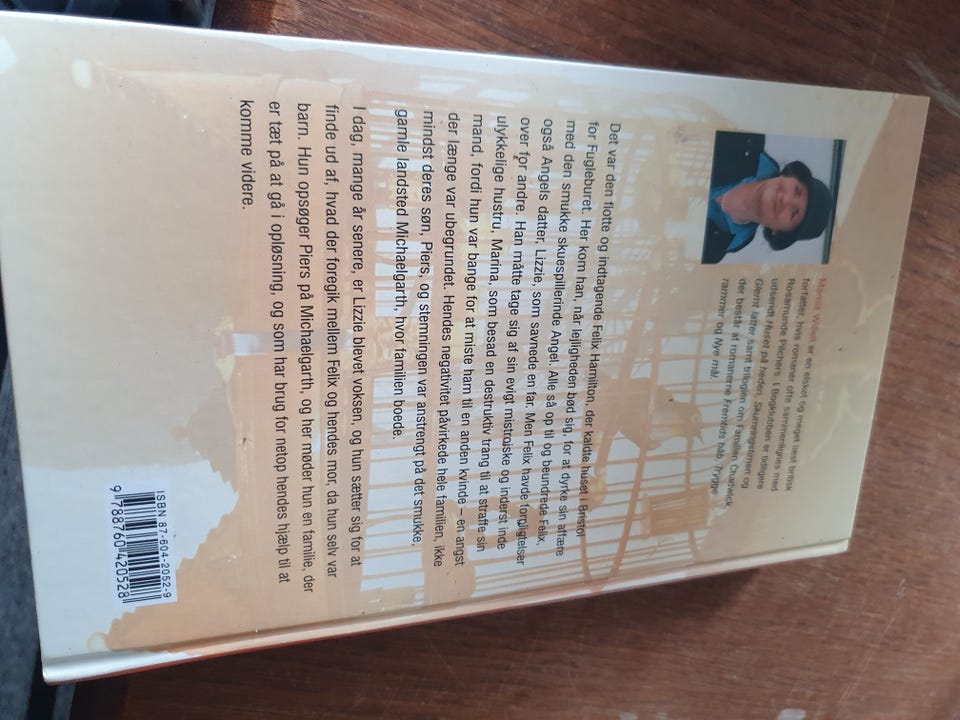 Marcia Willett er en elsket og meget læst britisk
forfatter, hvis romaner ofte sammenlignes med
Rosamunde Pilchers. I Bogklubben er tidligere
udsendt Huset på heden, Skumringstimen og
Glemt latter samt trilogien om Familien Chadwick,
der består af romanerne Fremtids håb, Trygge
rammer og Nye mål.
Det var den flotte og indtagende Felix Hamilton, der kaldte huset i Bristol
for Fugleburet. Her kom han, når lejligheden bød sig, for at dyrke sin affære
med den smukke skuespillerinde Angel. Alle så op til og beundrede Felix,
også Angels datter, Lizzie, som savnede en far. Men Felix havde forpligtelser
over for andre. Han måtte tage sig af sin evigt mistroiske og inderst inde
ulykkelige hustru, Marina, som besad en destruktiv trang til at straffe sin
mand, fordi hun var bange for at miste ham til en anden kvinde – en angst
der længe var ubegrundet. Hendes negativitet påvirkede hele familien, ikke
mindst deres søn, Piers, og stemningen var anstrengt på det smukke,
gamle landsted Michaelgarth, hvor familien boede.
I dag, mange år senere, er Lizzie blevet voksen, og hun sætter sig for at
finde ud af, hvad der foregik mellem Felix og hendes mor, da hun selv var
barn. Hun opsøger Piers på Michaelgarth, og her møder hun en familie, der
er tæt på at gå i opløsning, og som har brug for netop hendes hjælp til at
komme videre.
ISBN 87-604-2052-9
9 788760 420528